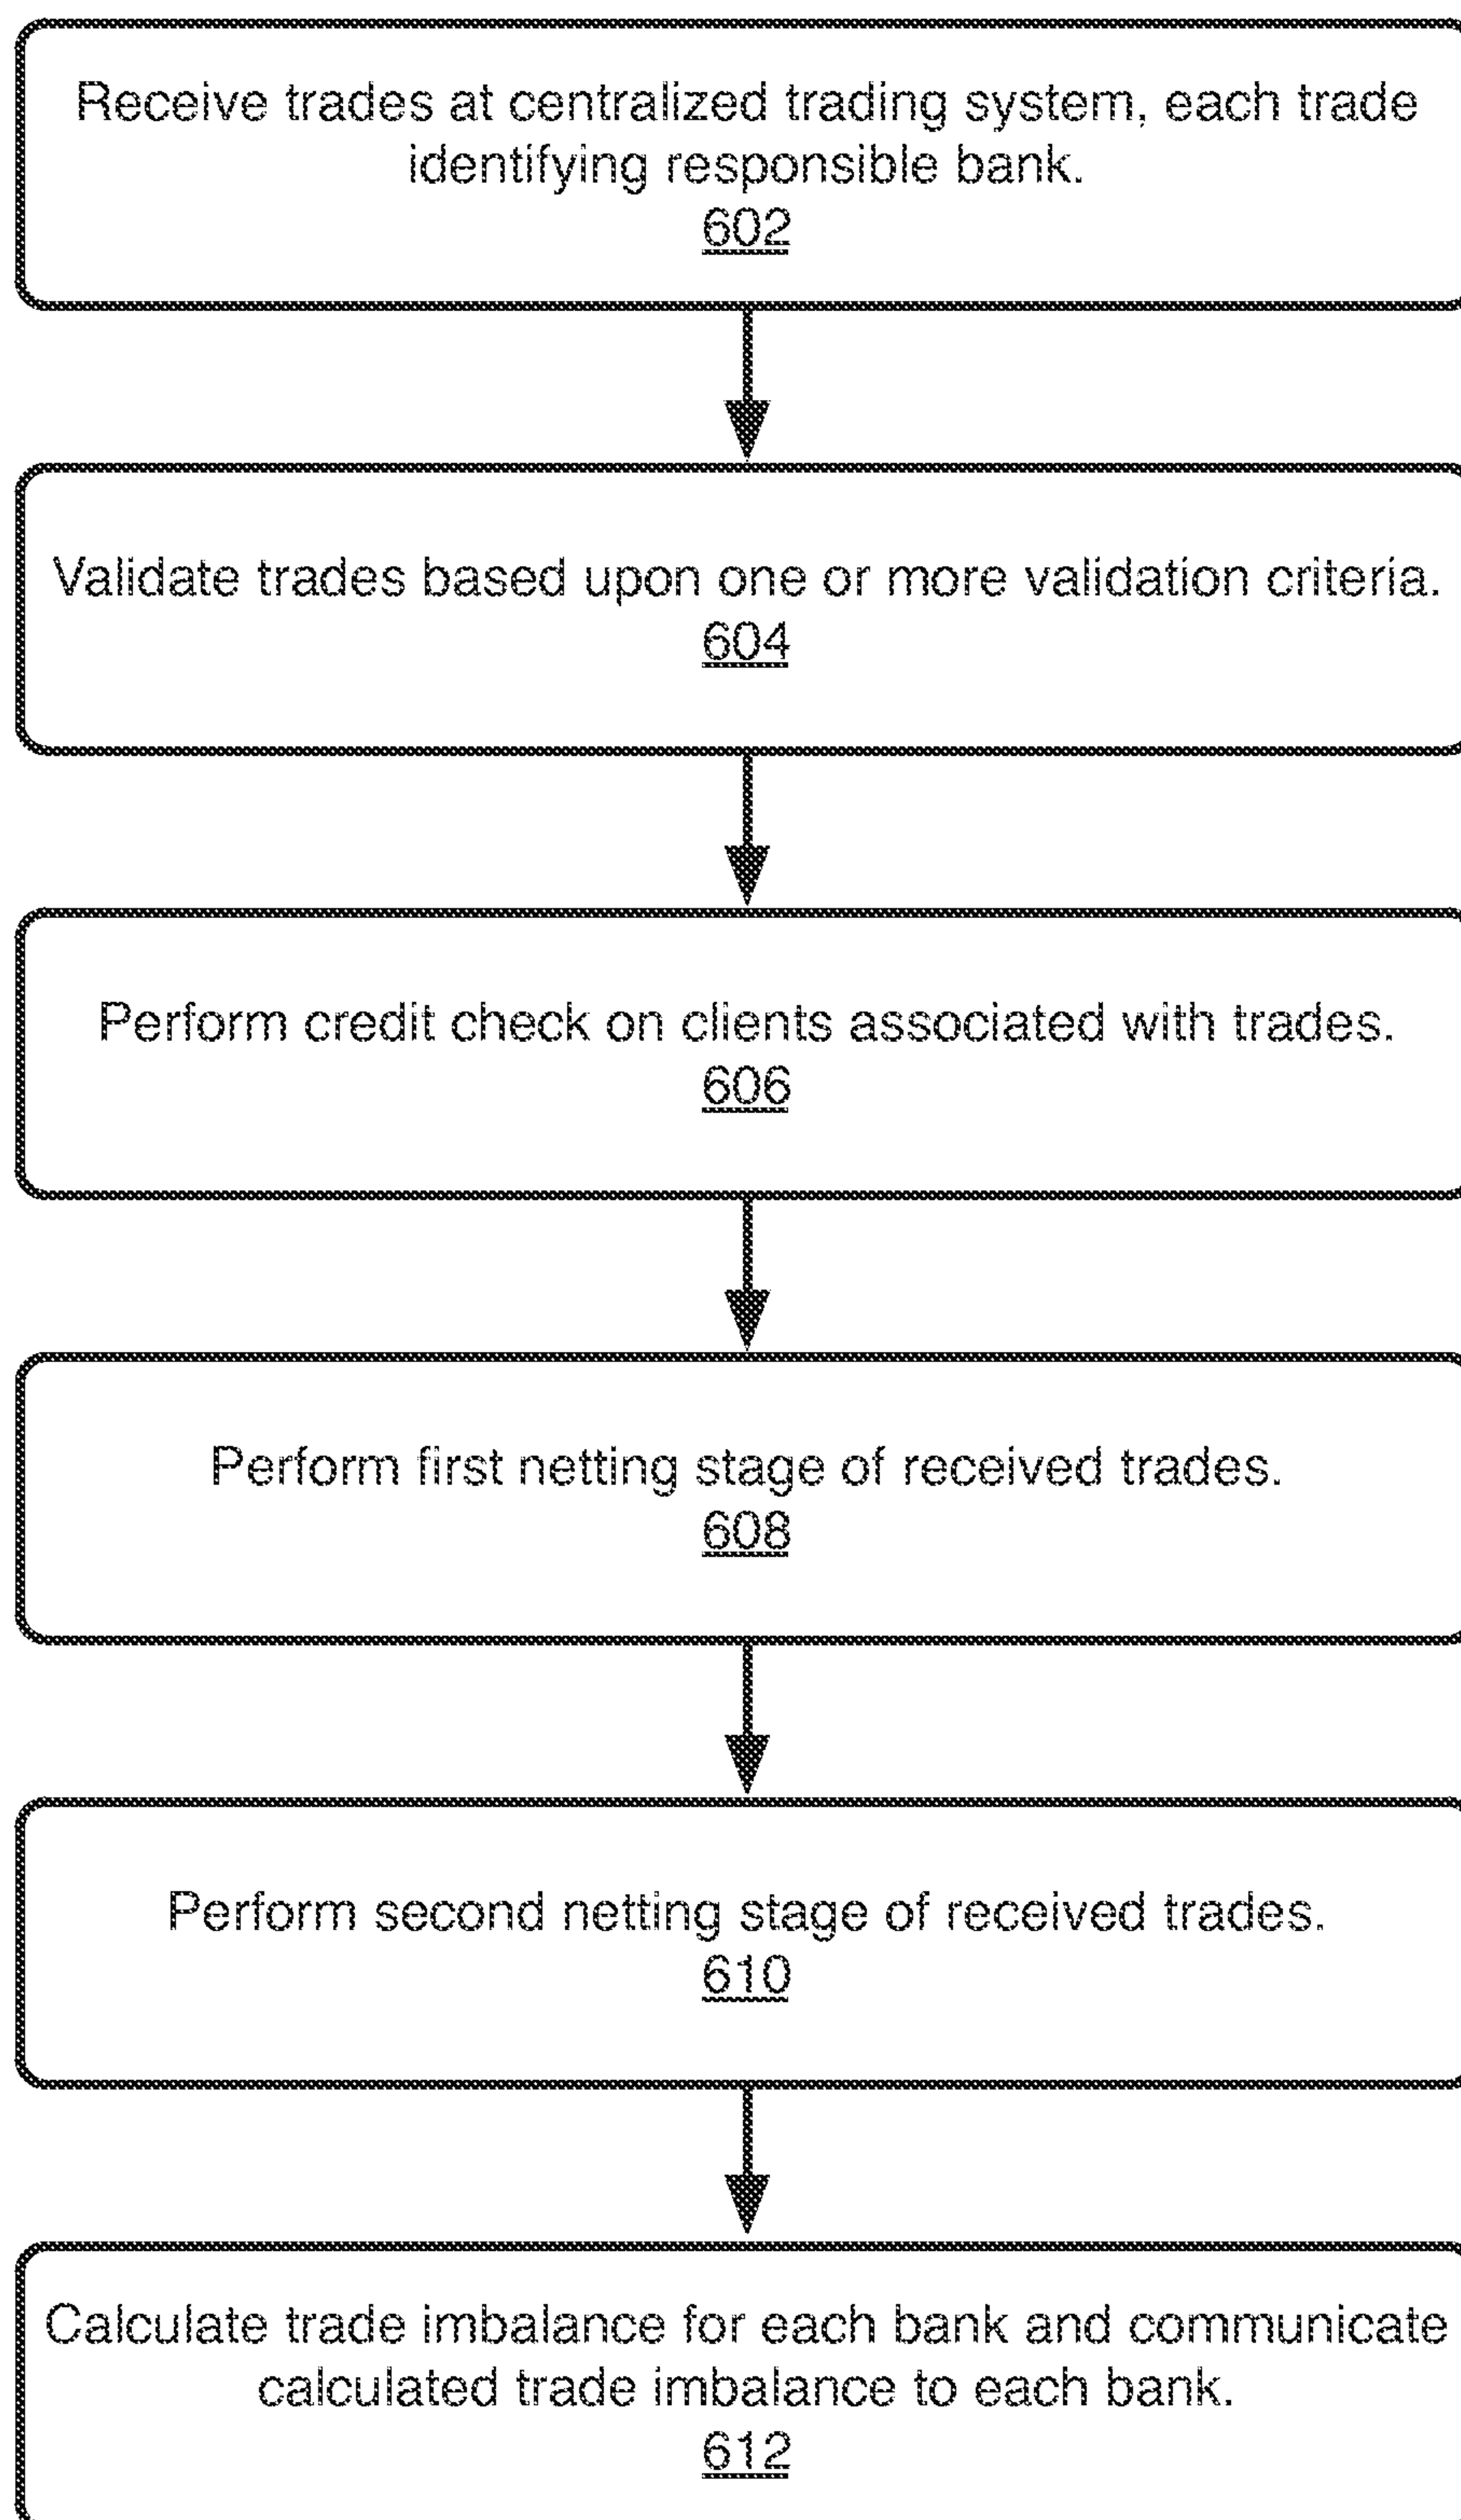 Receive trades at centralized trading system, each trade
identifying responsible bank.
602
Validate trades based upon one or more validation criteria.
604
Perform credit check on clients associated with trades.
606
Perform first netting stage of received trades.
608
Perform second netting stage of received trades.
610
Calculate trade imbalance for each bank and communicate
calculated trade imbalance to each bank.
612